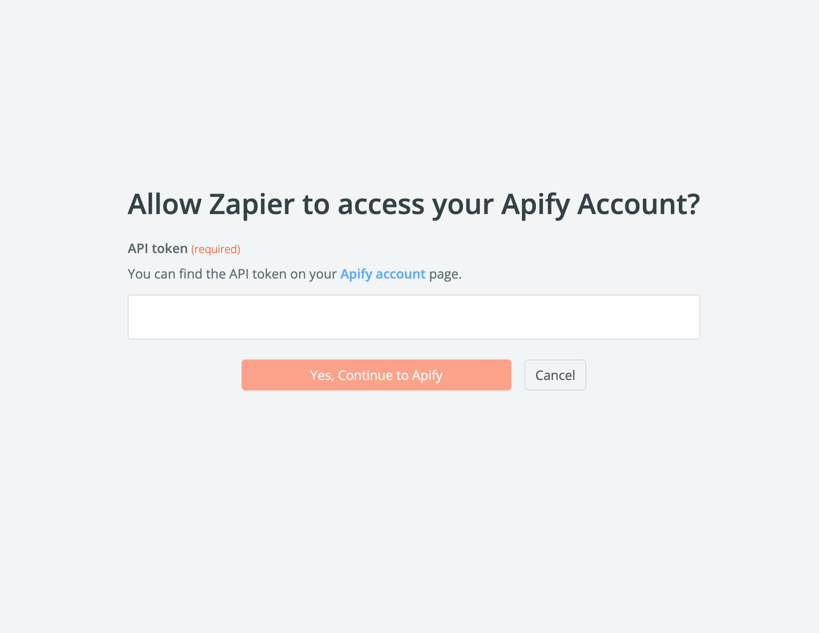 Allow Zapier to access your Apify Account?
API token (required)
You can find the API token on your Apify account page.
Yes, Continue to Apify
Cancel